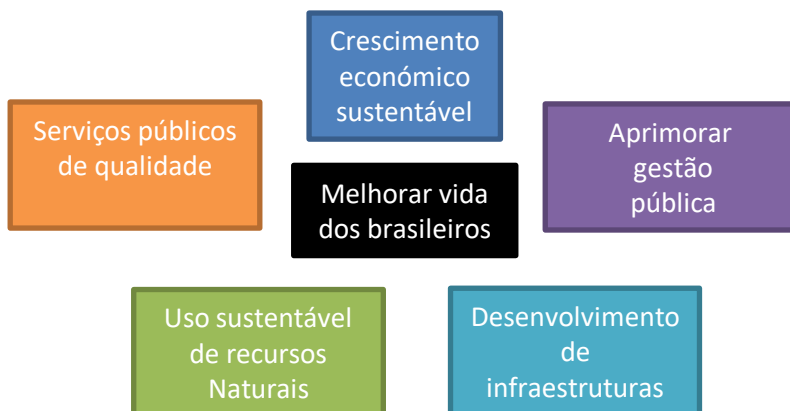 Crescimento
económico
sustentável
Serviços públicos
de qualidade
Aprimorar
gestão
pública
Melhorar vida
dos brasileiros
Uso sustentável
de recursos
Naturais
Desenvolvimento
de
infraestruturas